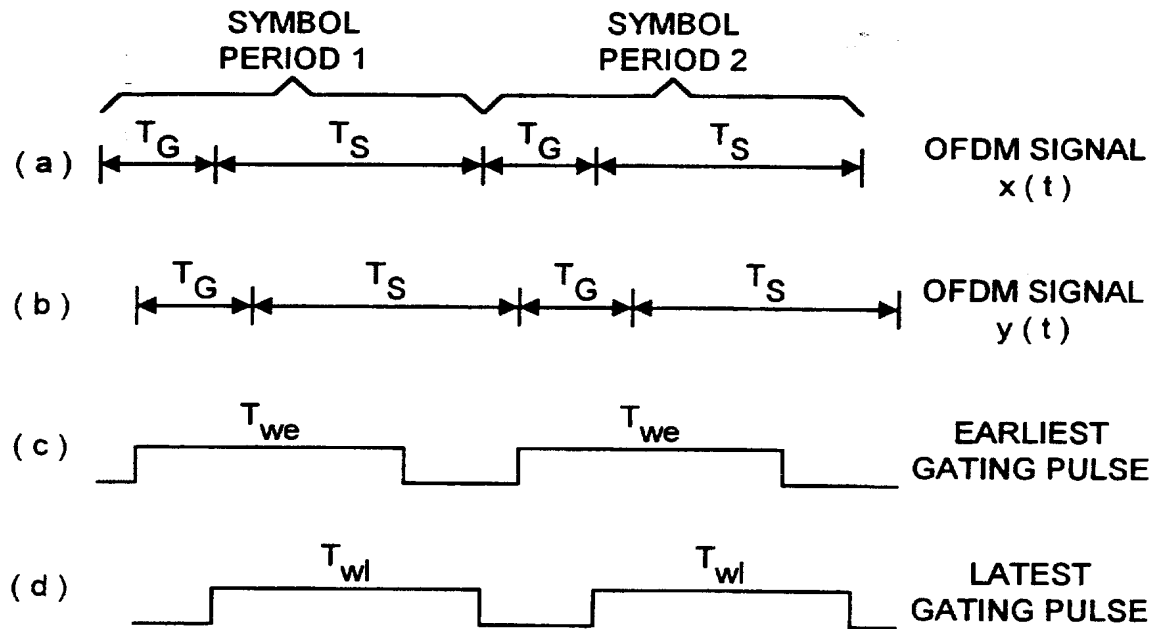 SYMBOL PERIOD 1
SYMBOL PERIOD 2
( a ) T_G T_S T_G T_S OFDM SIGNAL x ( t )
( b ) T_G T_S T_G T_S OFDM SIGNAL y ( t )
( c ) T_we T_we EARLIEST GATING PULSE
( d ) T_wl T_wl LATEST GATING PULSE